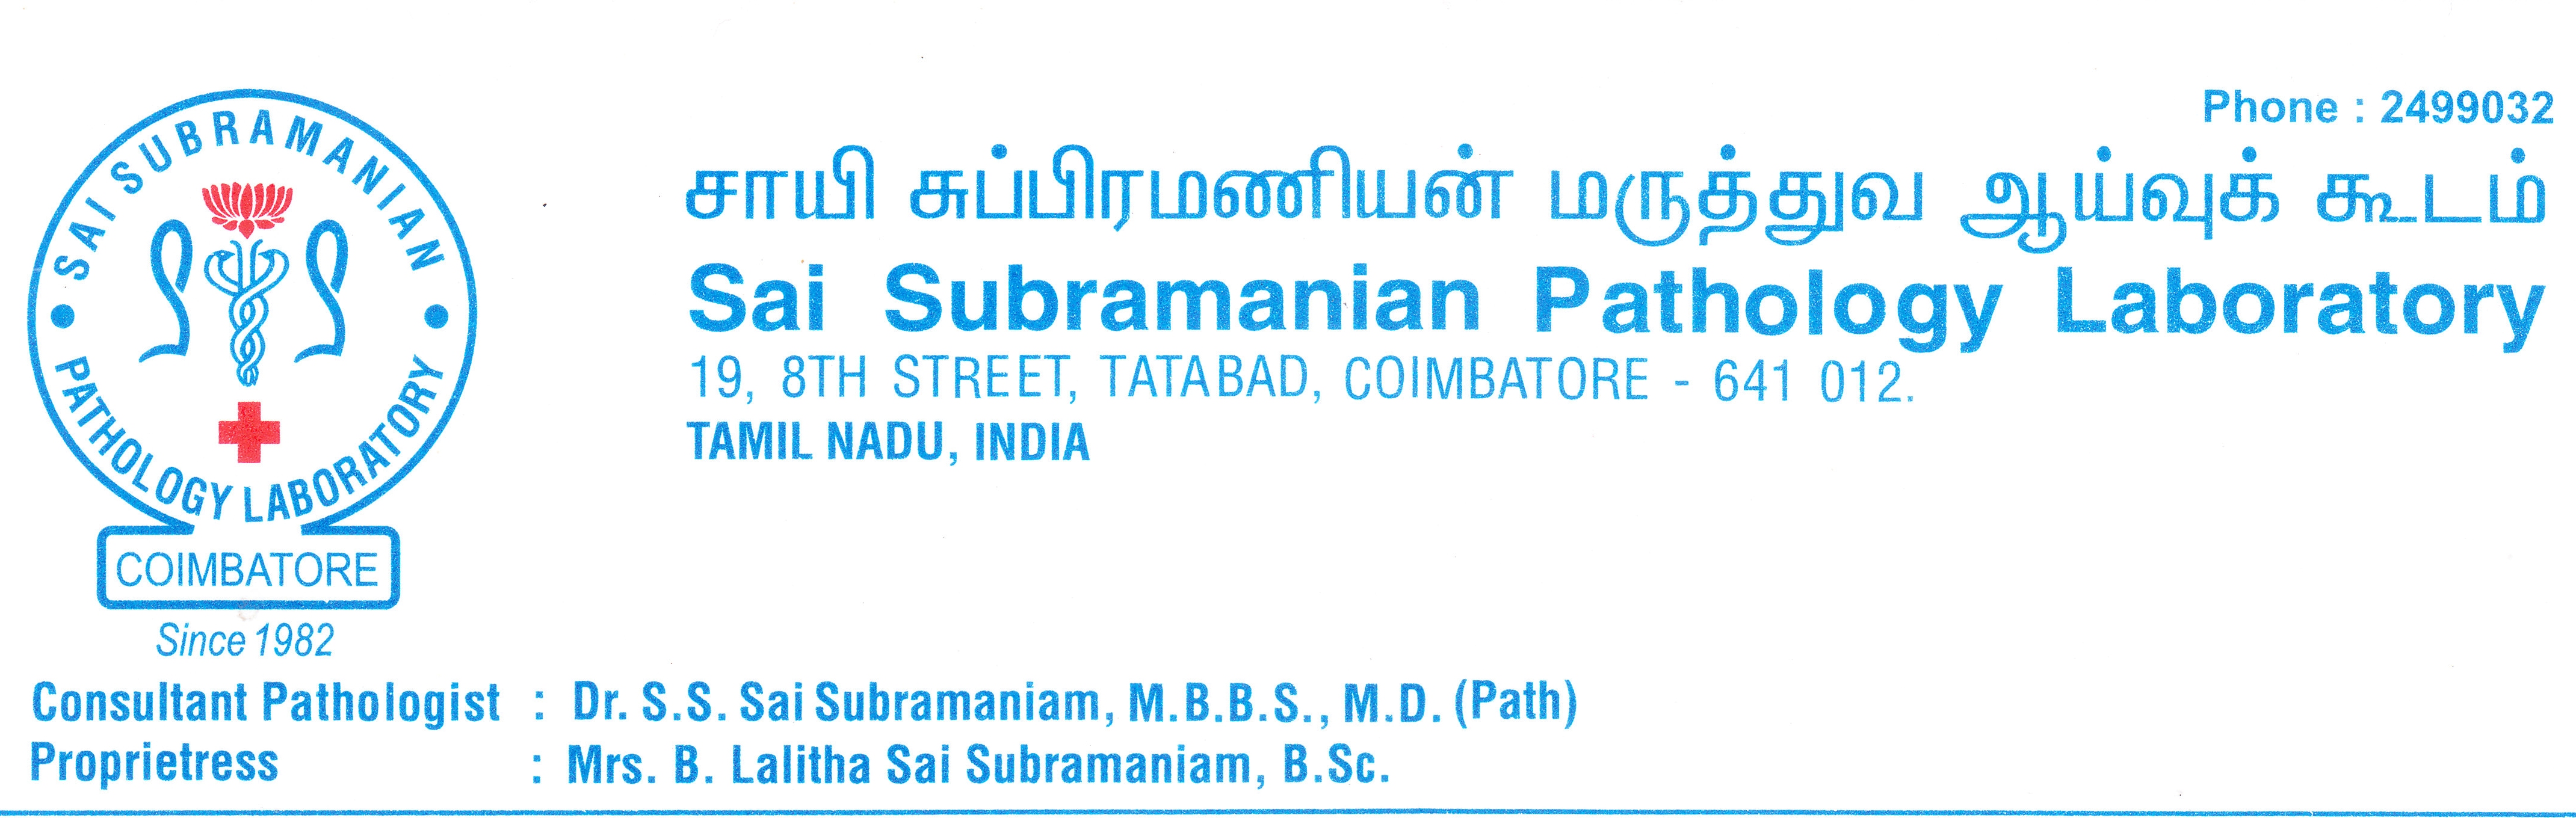 Phone : 2499032
சாயி சுப்பிரமணியன் மருத்துவ ஆய்வுக் கூடம்
Sai Subramanian Pathology Laboratory
19, 8TH STREET, TATABAD, COIMBATORE - 641 012.
TAMIL NADU, INDIA
SAI SUBRAMANIAN
PATHOLOGY LABORATORY
COIMBATORE
Since 1982
Consultant Pathologist : Dr. S.S. Sai Subramaniam, M.B.B.S., M.D. (Path)
Proprietress : Mrs. B. Lalitha Sai Subramaniam, B.Sc.